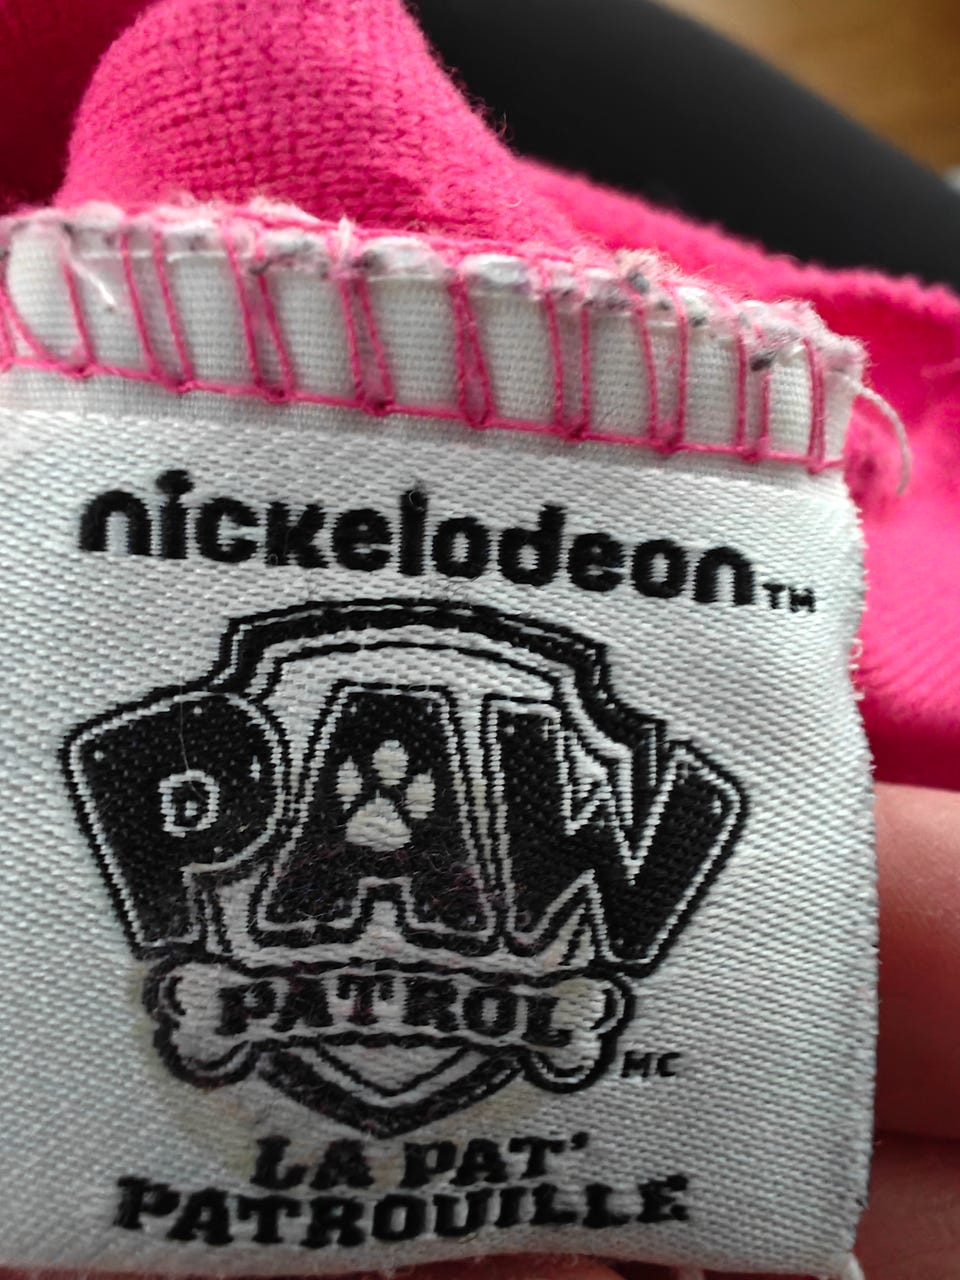 nickelodeon™
PAW
PATROL
MC
LA PAT'
PATROUILLE